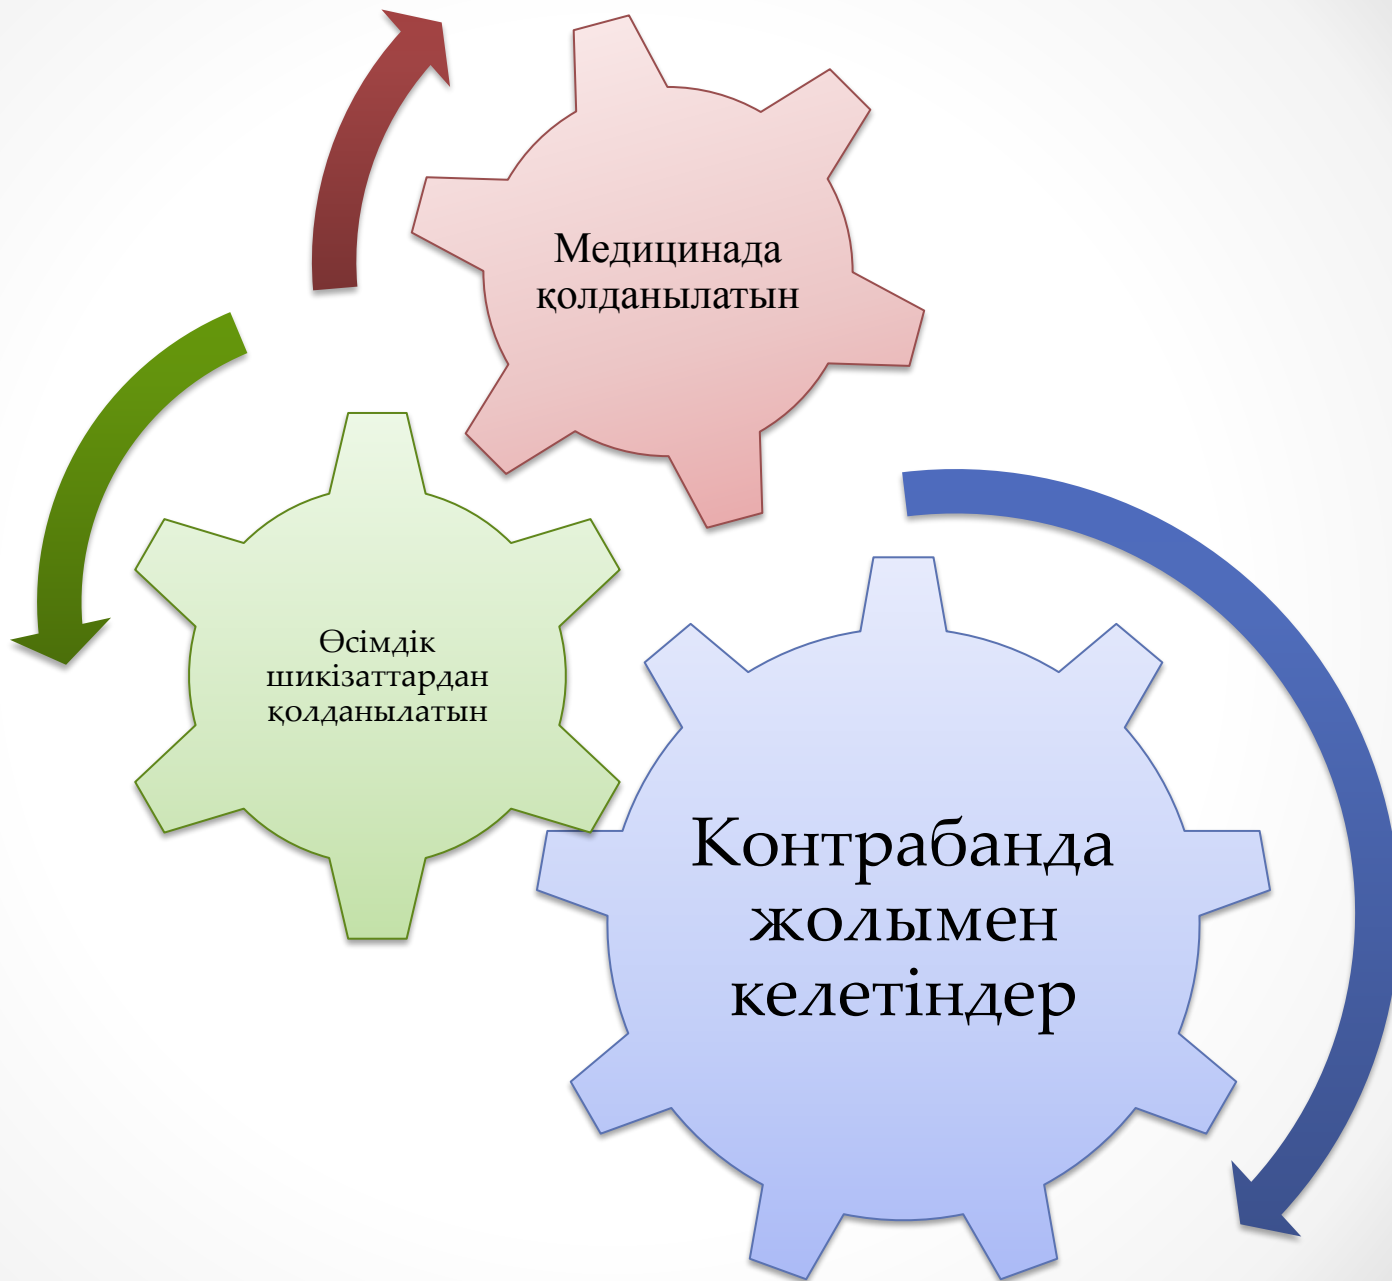 Медицинада
қолданылатын
Өсімдік
шикізаттардан
қолданылатын
Контрабанда
жолымен
келетіндер